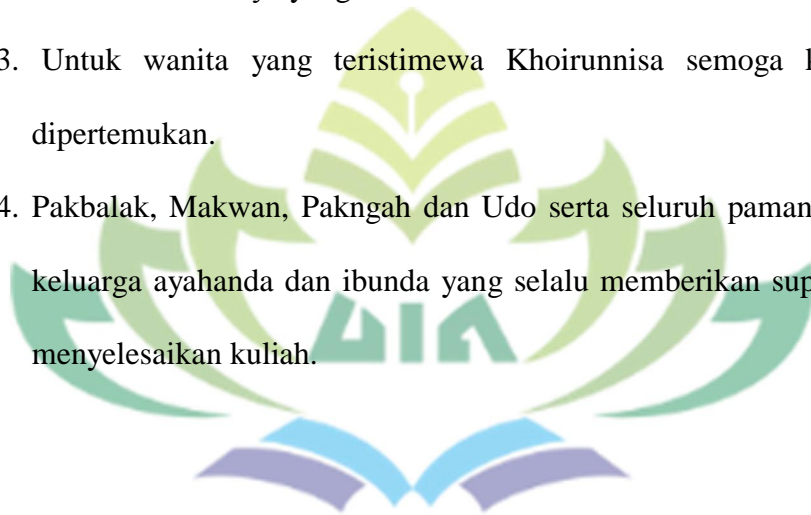 3. Untuk wanita yang teristimewa Khoirunnisa semoga
dipertemukan.
4. Pakbalak, Makwan, Pakngah dan Udo serta seluruh paman
keluarga ayahanda dan ibunda yang selalu memberikan
menyelesaikan kuliah.
UIN